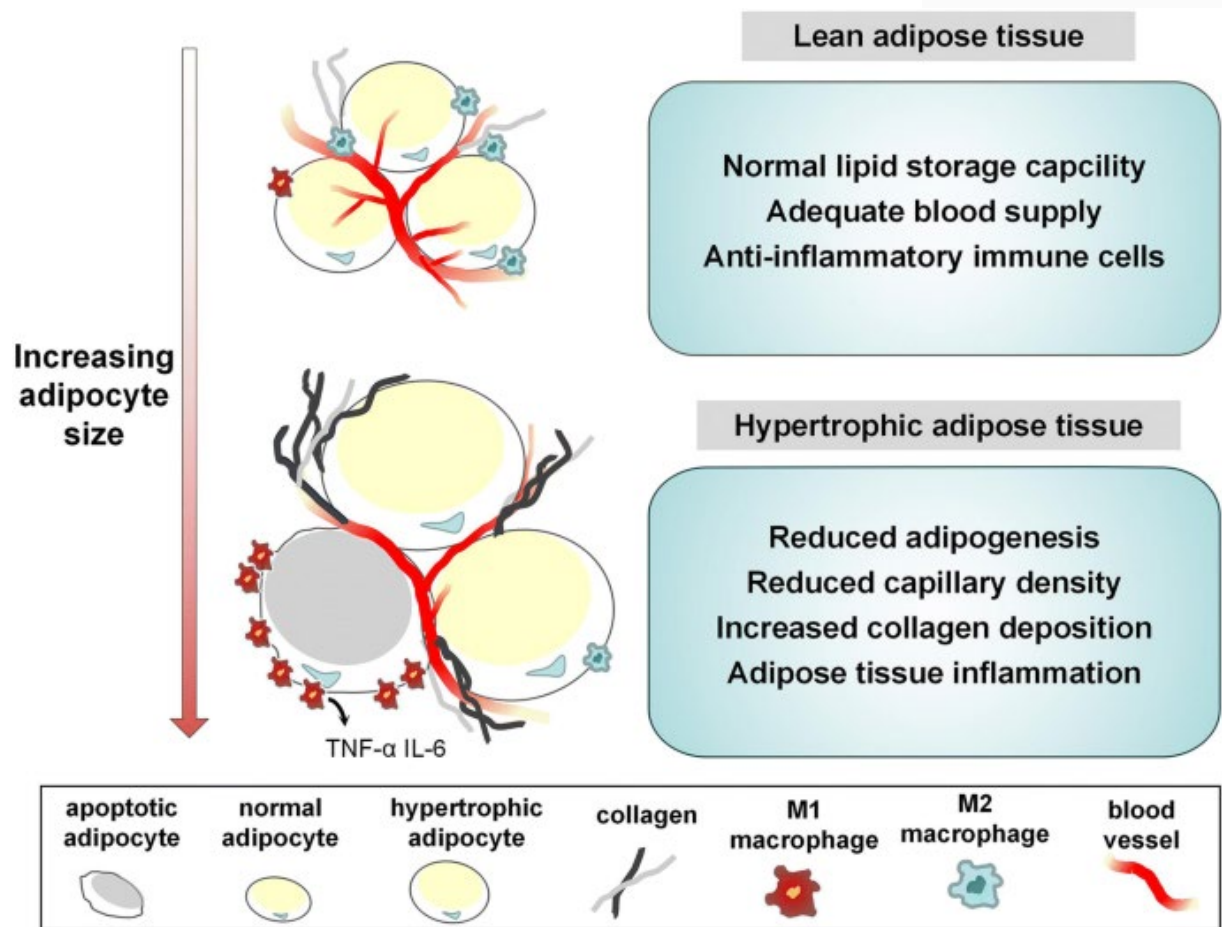 Lean adipose tissue
Normal lipid storage capcility
Adequate blood supply
Anti-inflammatory immune cells
Increasing
adipocyte
size
Hypertrophic adipose tissue
Reduced adipogenesis
Reduced capillary density
Increased collagen deposition
Adipose tissue inflammation
TNF-α IL-6
apoptotic
adipocyte
normal
adipocyte
hypertrophic
adipocyte
collagen
M1
macrophage
M2
macrophage
blood
vessel